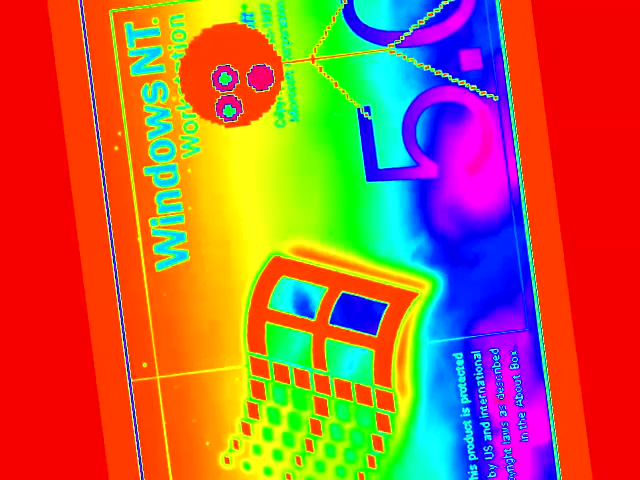 Windows NT.
Workstation
5.0
this product is protected
by US and international
copyright laws as described
in the About Box.